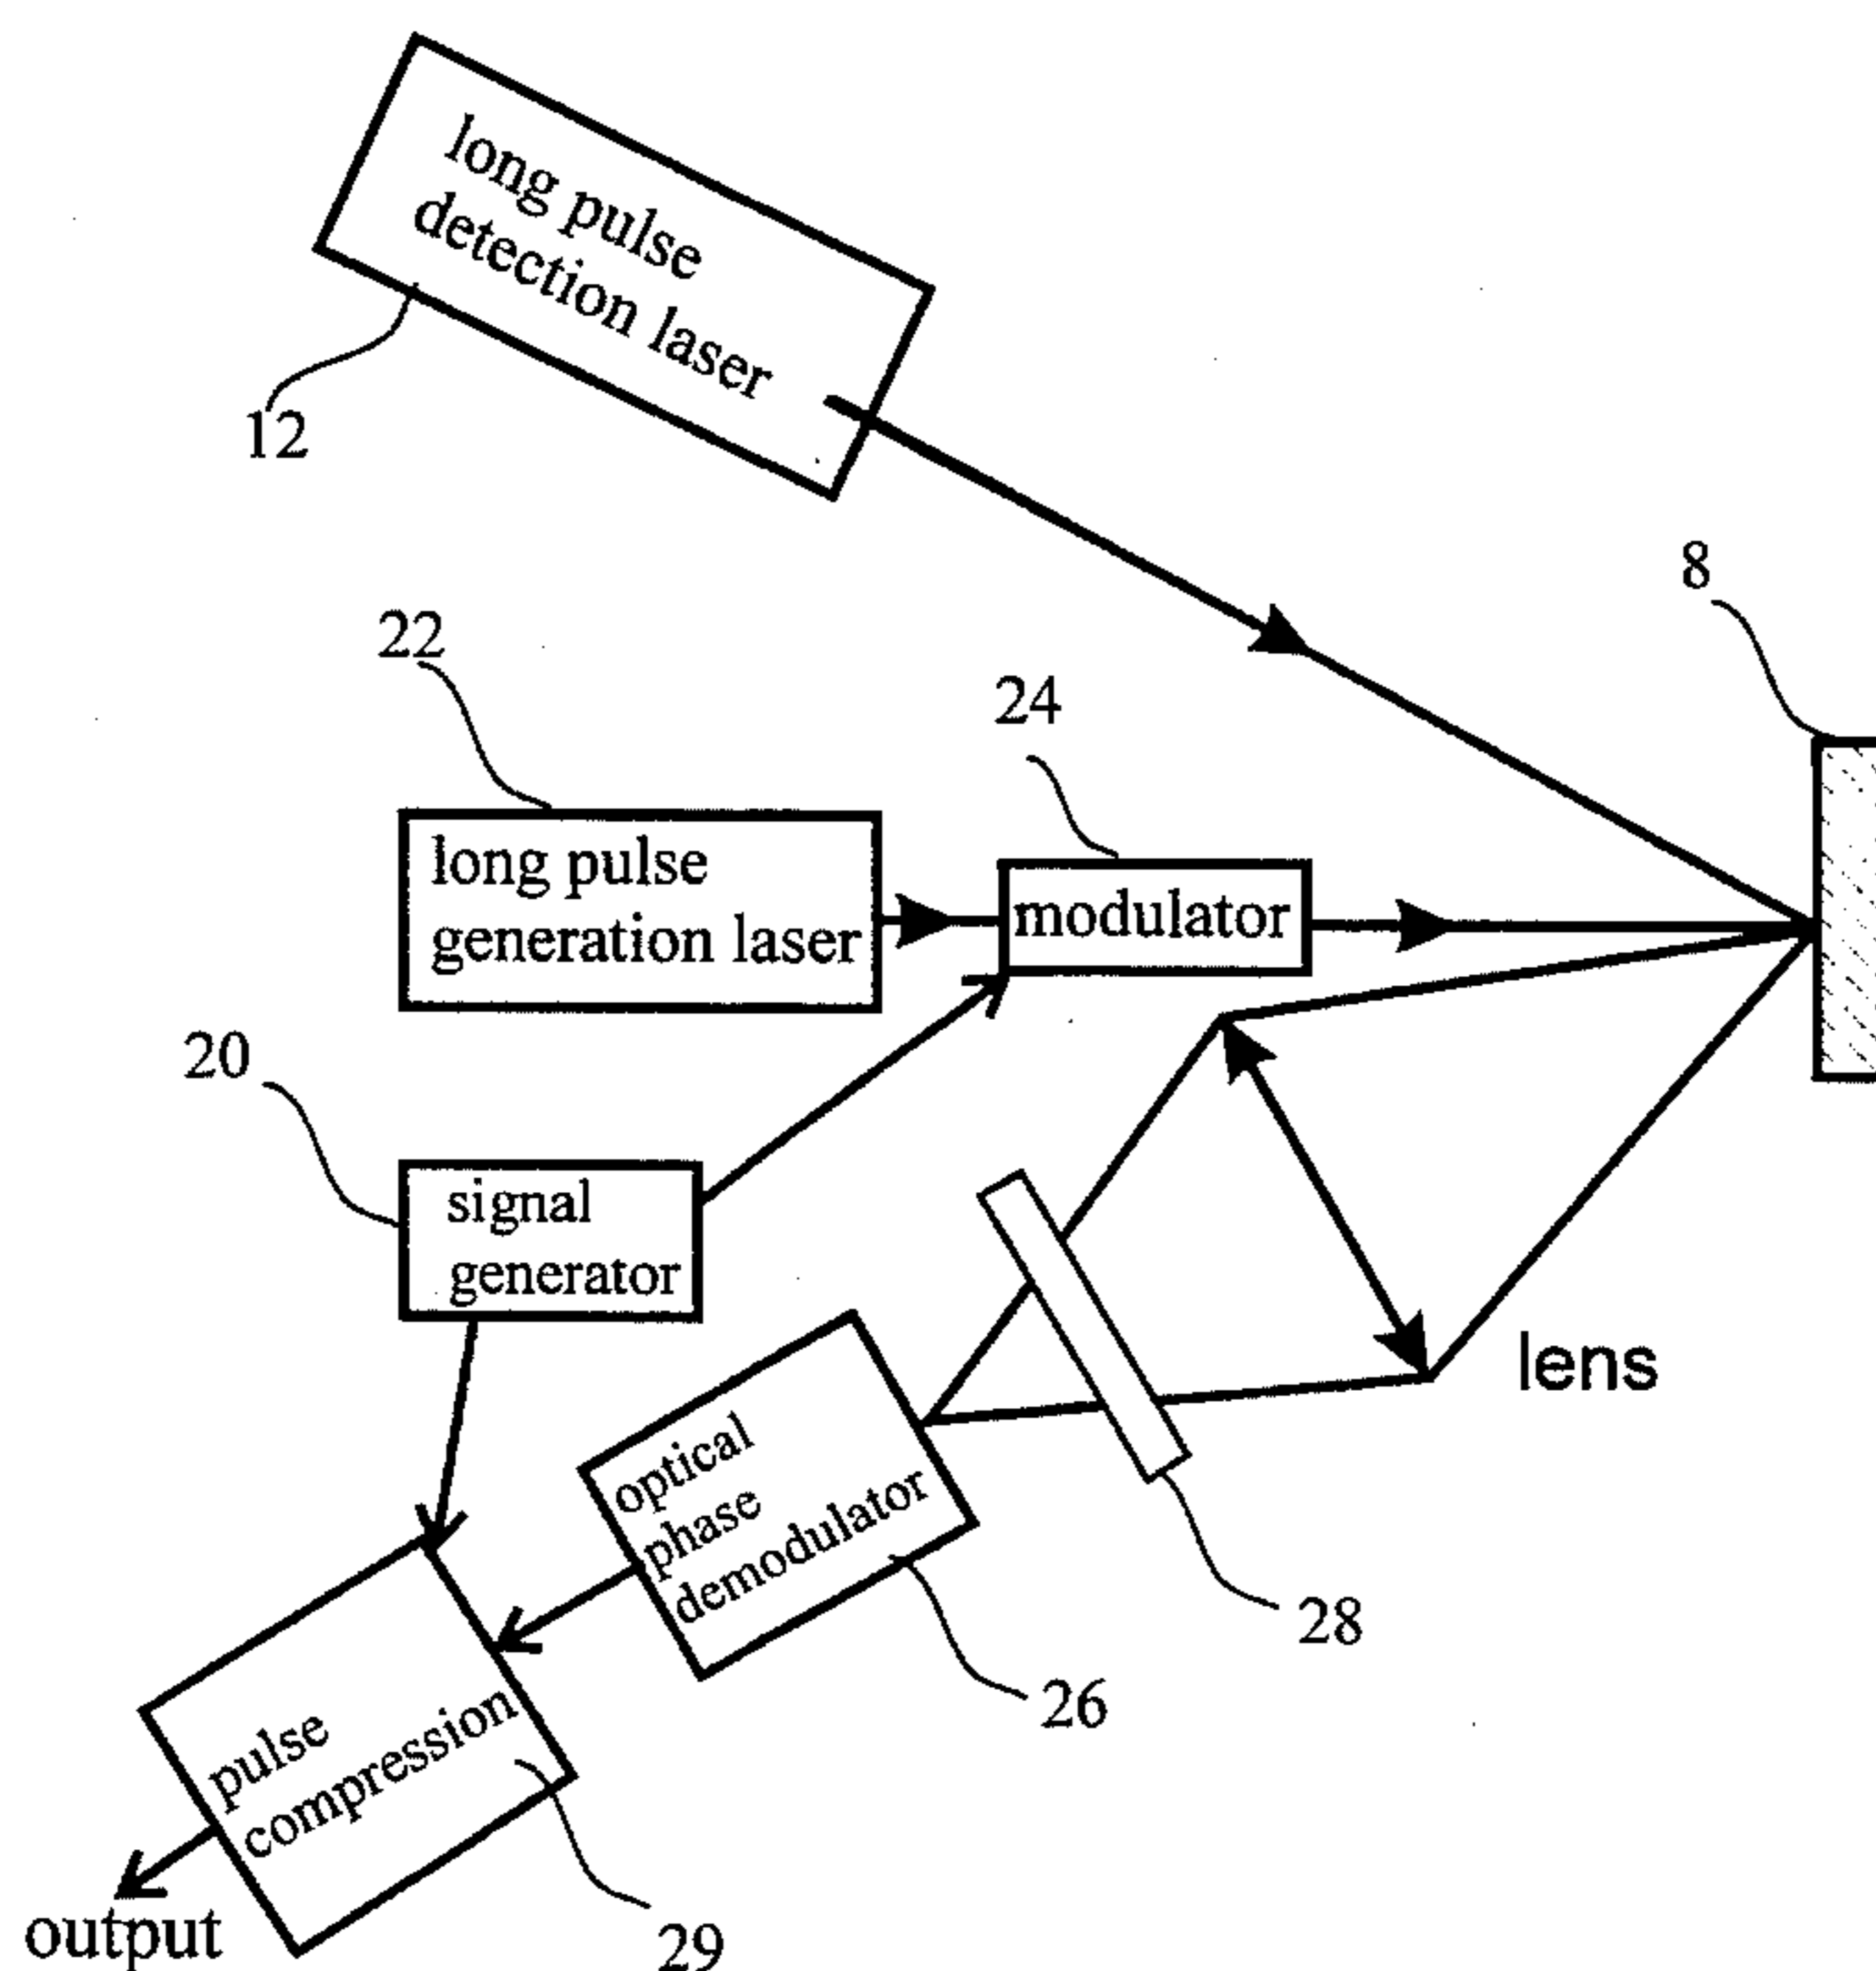 long pulse
detection laser
12
8
22
24
long pulse
generation laser
modulator
20
signal
generator
lens
optical
phase
demodulator
28
26
pulse
compression
output
29